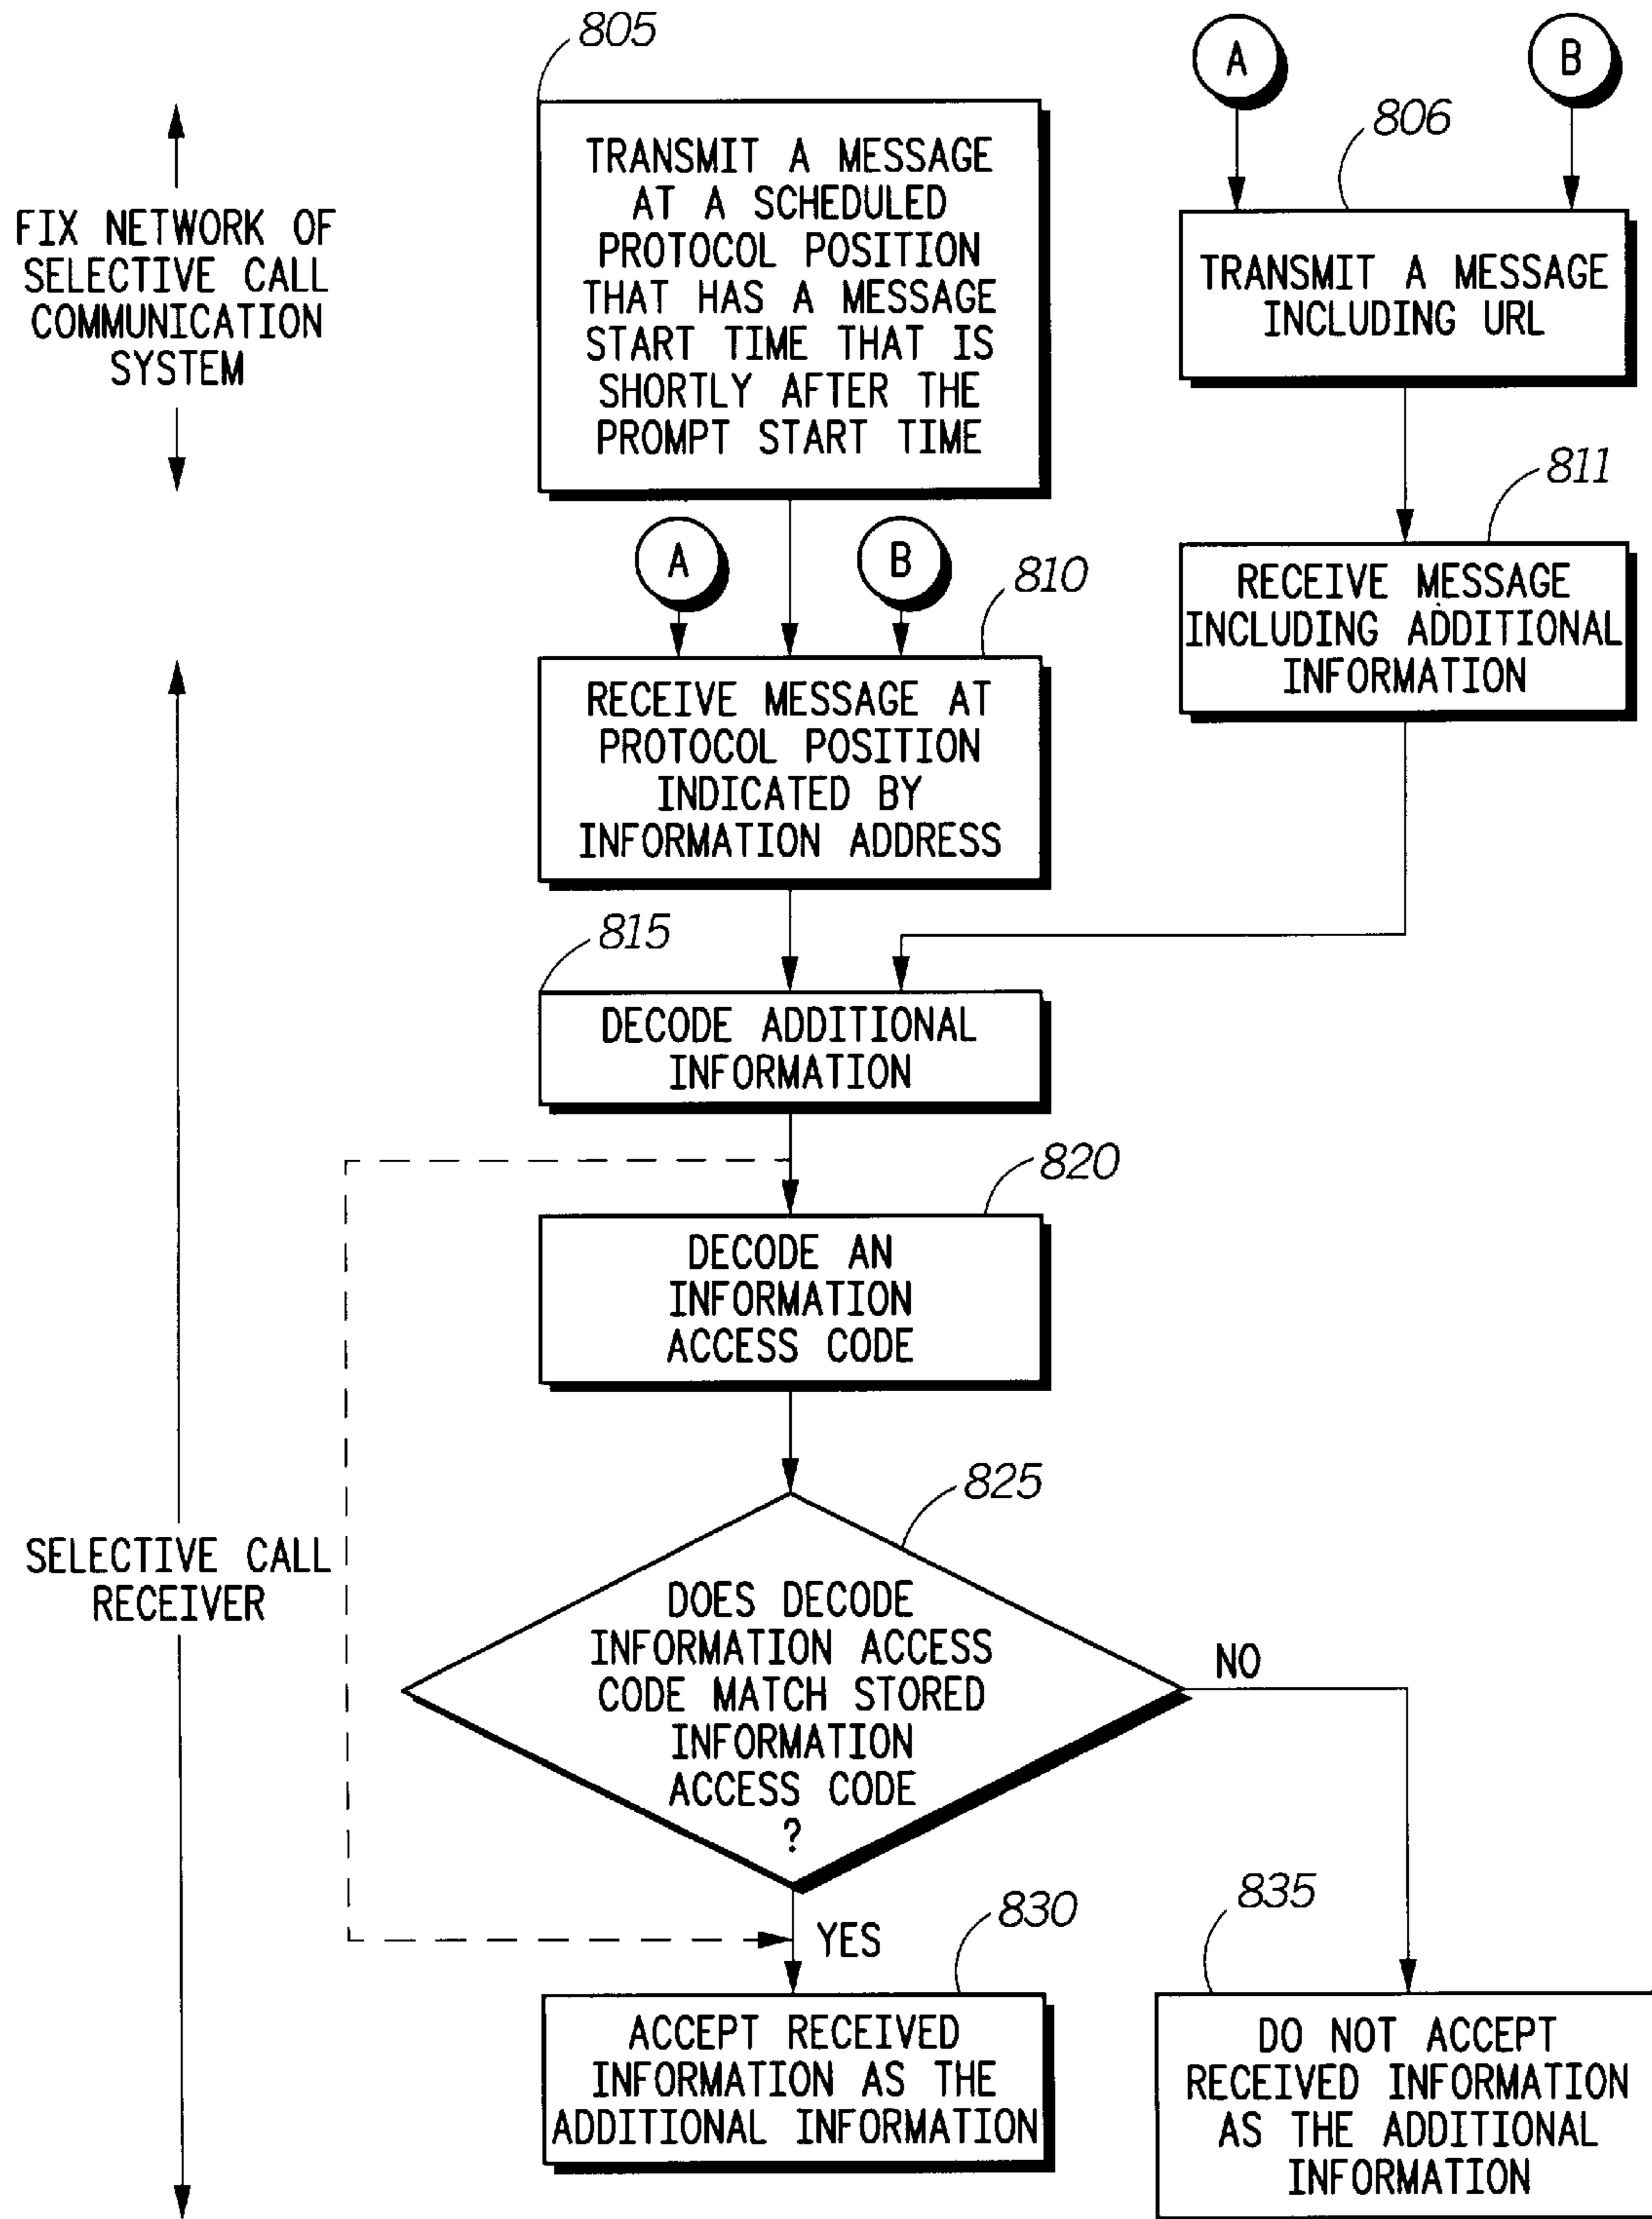 805
TRANSMIT A MESSAGE
AT A SCHEDULED
PROTOCOL POSITION
THAT HAS A MESSAGE
START TIME THAT IS
SHORTLY AFTER THE
PROMPT START TIME
A
B
806
TRANSMIT A MESSAGE
INCLUDING URL
FIX NETWORK OF
SELECTIVE CALL
COMMUNICATION
SYSTEM
811
RECEIVE MESSAGE
INCLUDING ADDITIONAL
INFORMATION
A
B
810
RECEIVE MESSAGE AT
PROTOCOL POSITION
INDICATED BY
INFORMATION ADDRESS
815
DECODE ADDITIONAL
INFORMATION
820
DECODE AN
INFORMATION
ACCESS CODE
825
DOES DECODE
INFORMATION ACCESS
CODE MATCH STORED
INFORMATION
ACCESS CODE
?
NO
YES
SELECTIVE CALL
RECEIVER
830
ACCEPT RECEIVED
INFORMATION AS THE
ADDITIONAL INFORMATION
835
DO NOT ACCEPT
RECEIVED INFORMATION
AS THE ADDITIONAL
INFORMATION